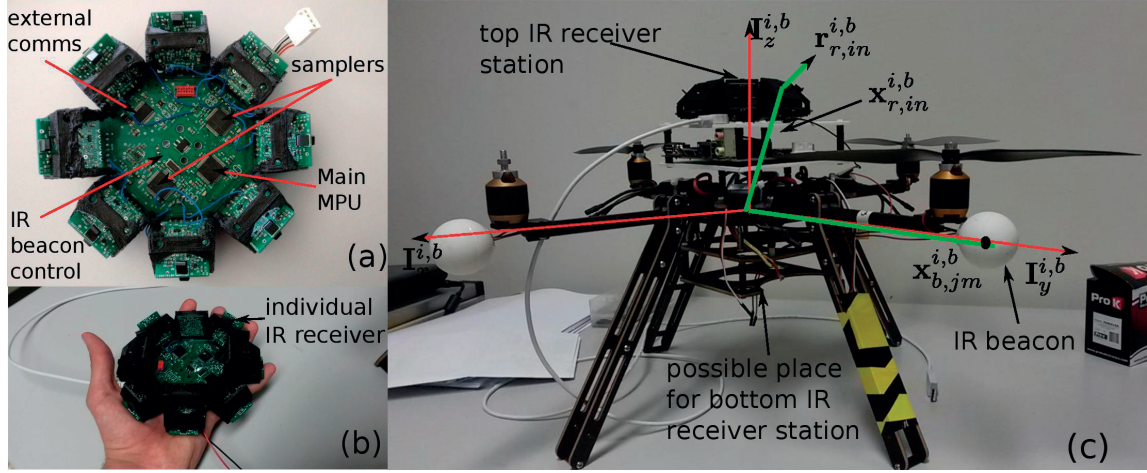 external
comms
samplers
IR
beacon
control
Main
MPU
(a)
individual
IR receiver
(b)
top IR receiver
station
I_z^{i,b}
r_{r,in}^{i,b}
x_{r,in}^{i,b}
I_x^{i,b}
x_{b,jm}^{i,b}
I_y^{i,b}
IR beacon
possible place
for bottom IR
receiver station
ProK
(c)